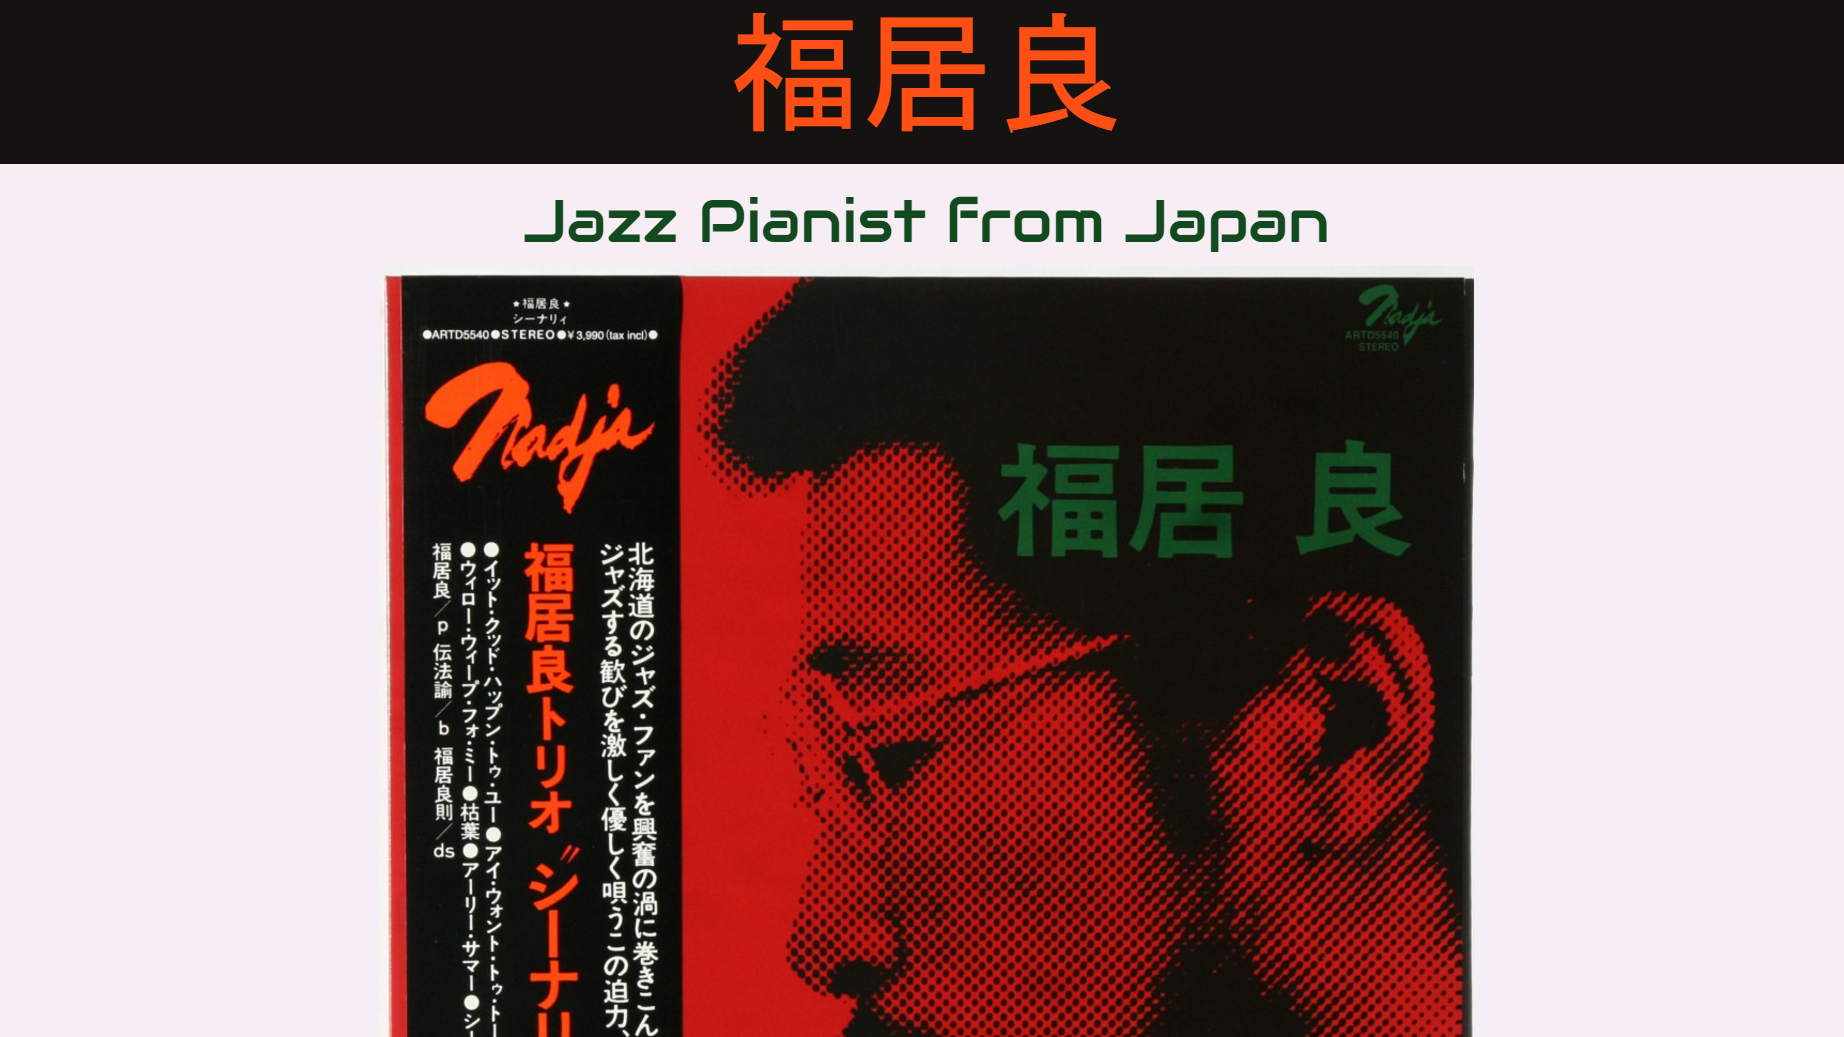 福居良
Jazz Pianist from Japan
★福居良★
シーナリィ
●ARTD5540●STEREO●¥3,990(tax incl)●
Nadja
北海道のジャズ・ファンを興奮の渦に巻きこん
ジャズする歓びを激しく優しく唄うこの迫力、
福居良トリオ〝シーナリ
●イット・クッド・ハップン・トゥ・ユー●アイ・ウォント・トゥ・トー
●ウィロー・ウィープ・フォ・ミー●枯葉●アーリー・サマー●シー
福居良／p 伝法諭／b 福居良則／ds
Nadja
ARTD5540
STEREO
福居 良